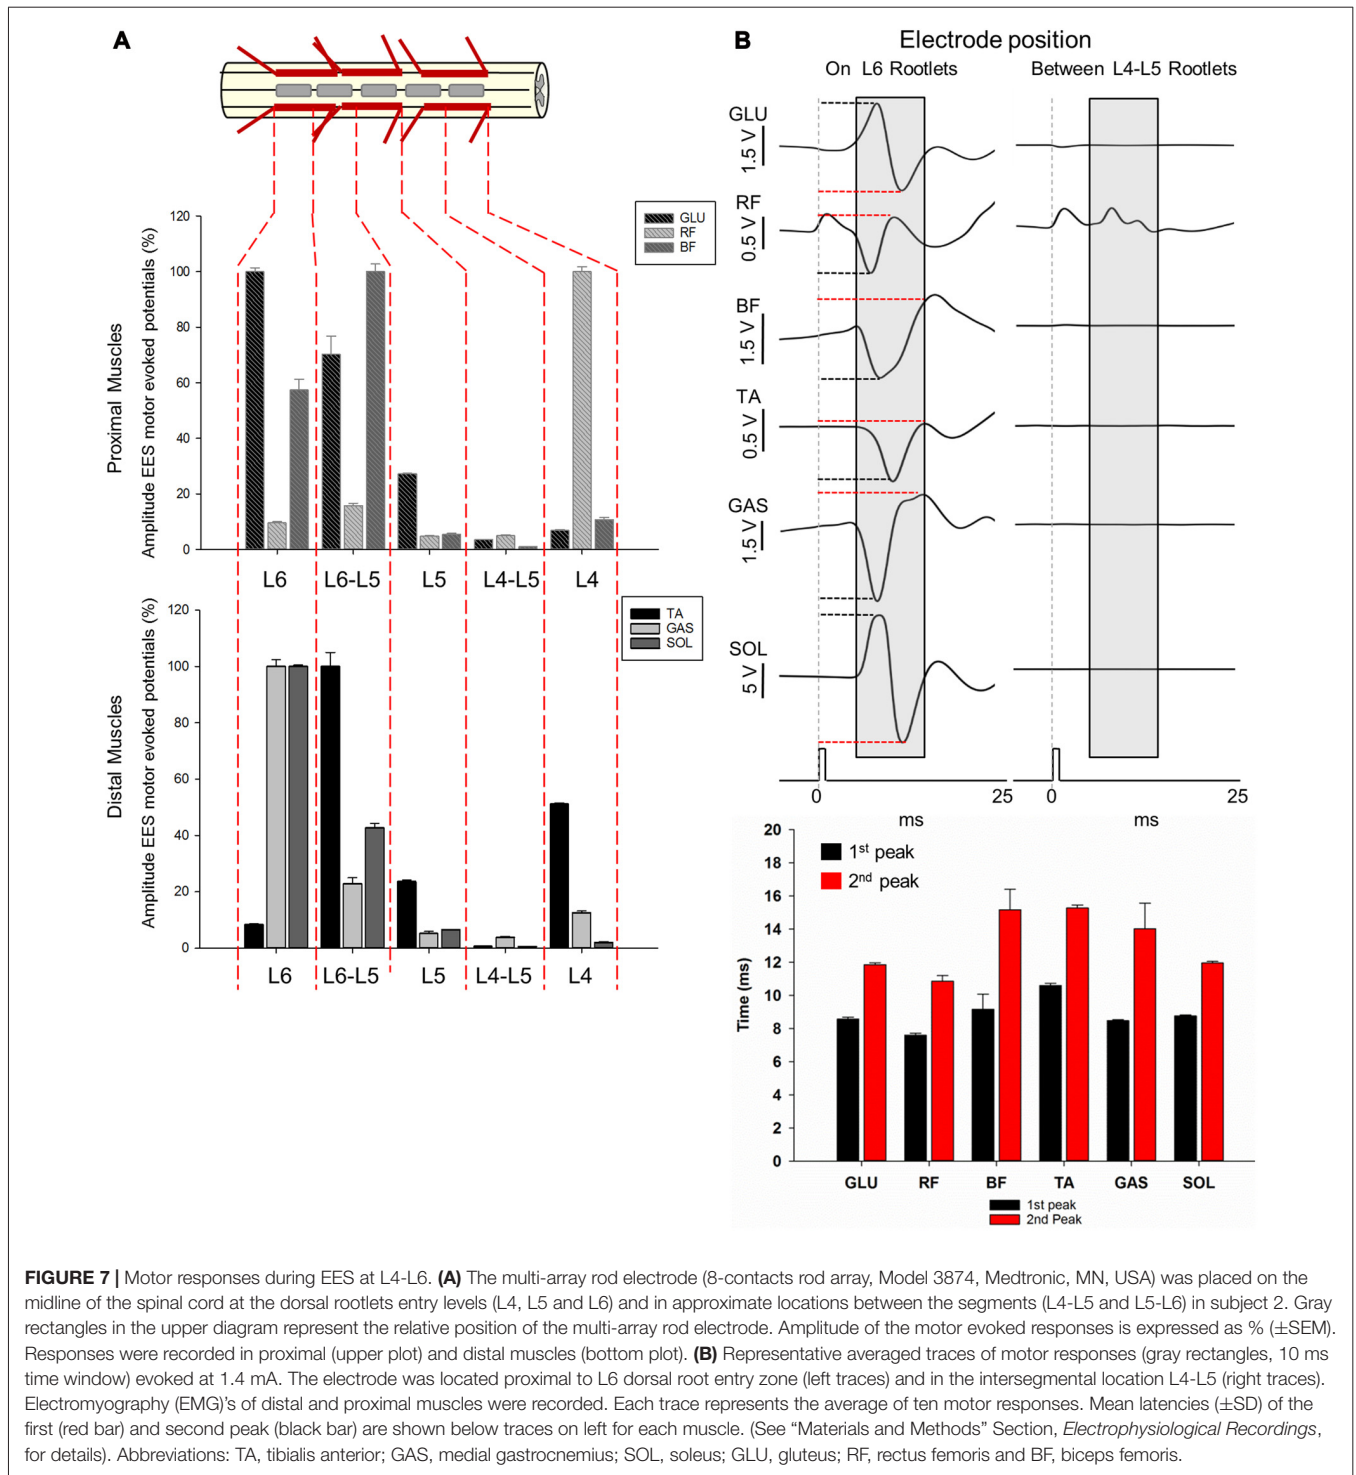 A
B
Electrode position
On L6 Rootlets
Between L4-L5 Rootlets
GLU
1.5 V
RF
0.5 V
BF
1.5 V
TA
0.5 V
GAS
1.5 V
SOL
5 V
0
25
ms
0
25
ms
Proximal Muscles
Amplitude EES motor evoked potentials (%)
120
100
80
60
40
20
0
GLU
RF
BF
L6
L6-L5
L5
L4-L5
L4
Distal Muscles
Amplitude EES motor evoked potentials (%)
120
100
80
60
40
20
0
TA
GAS
SOL
L6
L6-L5
L5
L4-L5
L4
Time (ms)
20
18
16
14
12
10
8
6
4
2
0
1st peak
2nd peak
GLU
RF
BF
TA
GAS
SOL
1st peak
2nd Peak
FIGURE 7 | Motor responses during EES at L4-L6. (A) The multi-array rod electrode (8-contacts rod array, Model 3874, Medtronic, MN, USA) was placed on the
midline of the spinal cord at the dorsal rootlets entry levels (L4, L5 and L6) and in approximate locations between the segments (L4-L5 and L5-L6) in subject 2. Gray
rectangles in the upper diagram represent the relative position of the multi-array rod electrode. Amplitude of the motor evoked responses is expressed as % (±SEM).
Responses were recorded in proximal (upper plot) and distal muscles (bottom plot). (B) Representative averaged traces of motor responses (gray rectangles, 10 ms
time window) evoked at 1.4 mA. The electrode was located proximal to L6 dorsal root entry zone (left traces) and in the intersegmental location L4-L5 (right traces).
Electromyography (EMG)'s of distal and proximal muscles were recorded. Each trace represents the average of ten motor responses. Mean latencies (±SD) of the
first (red bar) and second peak (black bar) are shown below traces on left for each muscle. (See “Materials and Methods” Section, Electrophysiological Recordings,
for details). Abbreviations: TA, tibialis anterior; GAS, medial gastrocnemius; SOL, soleus; GLU, gluteus; RF, rectus femoris and BF, biceps femoris.